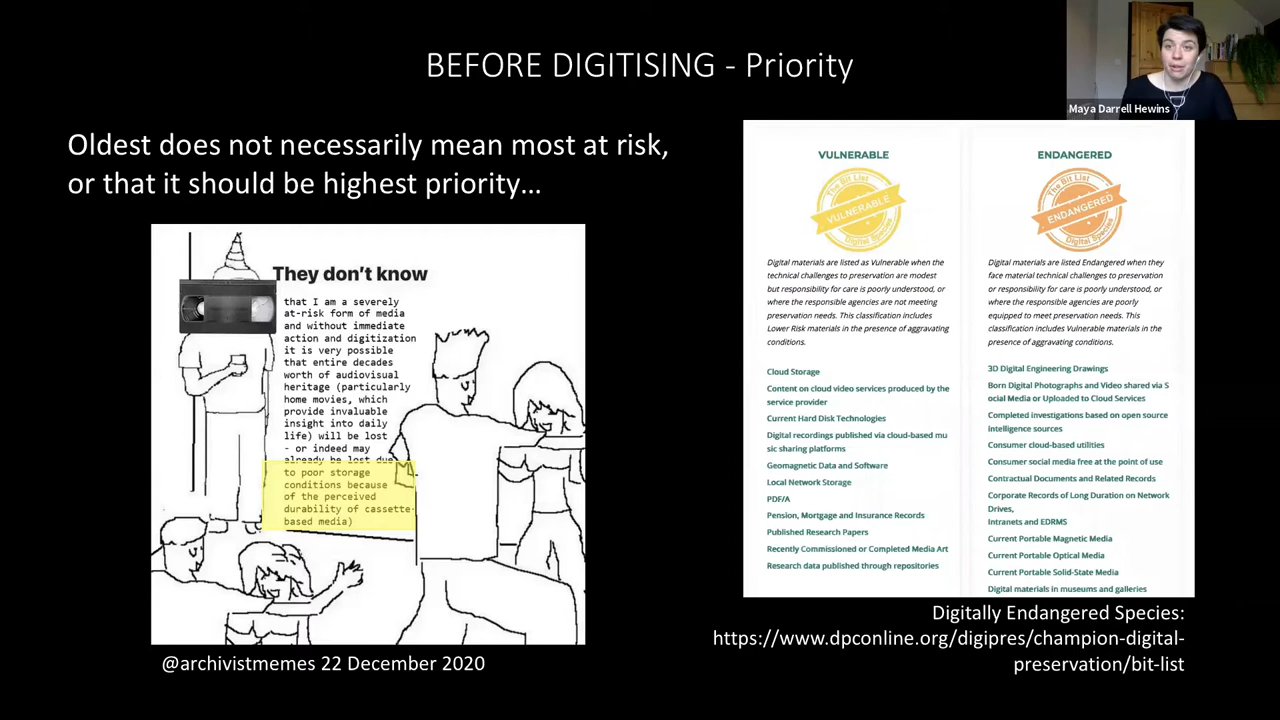 BEFORE DIGITISING - Priority
Maya Darrell Hewins
Oldest does not necessarily mean most at risk,
or that it should be highest priority...
They don't know
that I am a severely
at-risk form of media
and without immediate
action and digitization
it is very possible
that entire decades
worth of audiovisual
heritage (particularly
home movies, which
provide invaluable
insight into daily
life) will be lost
- or indeed may
already be lost due
to poor storage
conditions because
of the perceived
durability of cassette-
based media)
@archivistmemes 22 December 2020
VULNERABLE
The Bit List
VULNERABLE
Digital Species
Digital materials are listed as Vulnerable when the
technical challenges to preservation are modest
but responsibility for care is poorly understood, or
where the responsible agencies are not meeting
preservation needs. This classification includes
Lower Risk materials in the presence of aggravating
conditions.
Cloud Storage
Content on cloud video services produced by the
service provider
Current Hard Disk Technologies
Digital recordings published via cloud-based mu
sic sharing platforms
Geomagnetic Data and Software
Local Network Storage
PDF/A
Pension, Mortgage and Insurance Records
Published Research Papers
Recently Commissioned or Completed Media Art
Research data published through repositories
ENDANGERED
The Bit List
ENDANGERED
Digital Species
Digital materials are listed Endangered when they
face material technical challenges to preservation
or responsibility for care is poorly understood, or
where the responsible agencies are poorly
equipped to meet preservation needs. This
classification includes Vulnerable materials in the
presence of aggravating conditions.
3D Digital Engineering Drawings
Born Digital Photographs and Video shared via S
ocial Media or Uploaded to Cloud Services
Completed investigations based on open source
intelligence sources
Consumer cloud-based utilities
Consumer social media free at the point of use
Contractual Documents and Related Records
Corporate Records of Long Duration on Network
Drives,
Intranets and EDRMS
Current Portable Magnetic Media
Current Portable Optical Media
Current Portable Solid-State Media
Digital materials in museums and galleries
Digitally Endangered Species:
https://www.dpconline.org/digipres/champion-digital-
preservation/bit-list